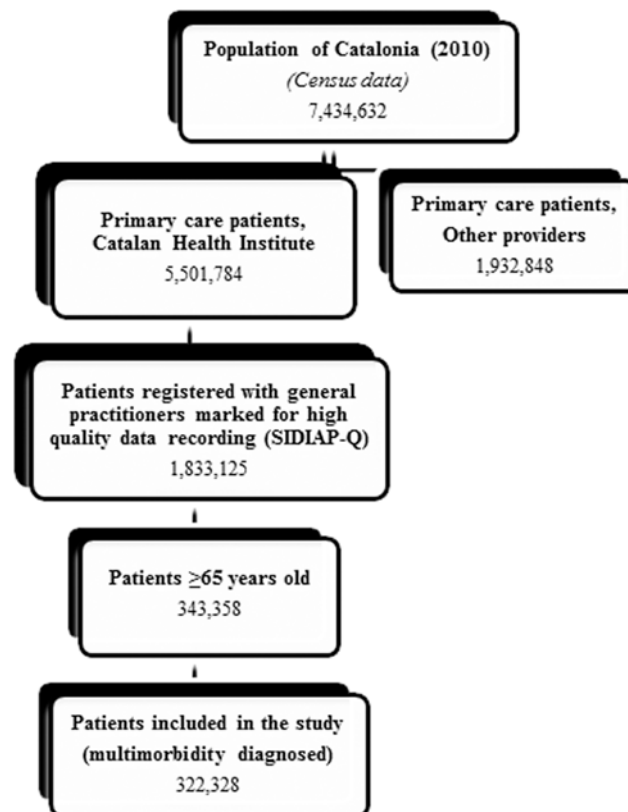 Population of Catalonia (2010)
(Census data)
7,434,632
Primary care patients,
Catalan Health Institute
5,501,784
Primary care patients,
Other providers
1,932,848
Patients registered with general
practitioners marked for high
quality data recording (SIDIAP-Q)
1,833,125
Patients ≥65 years old
343,358
Patients included in the study
(multimorbidity diagnosed)
322,328